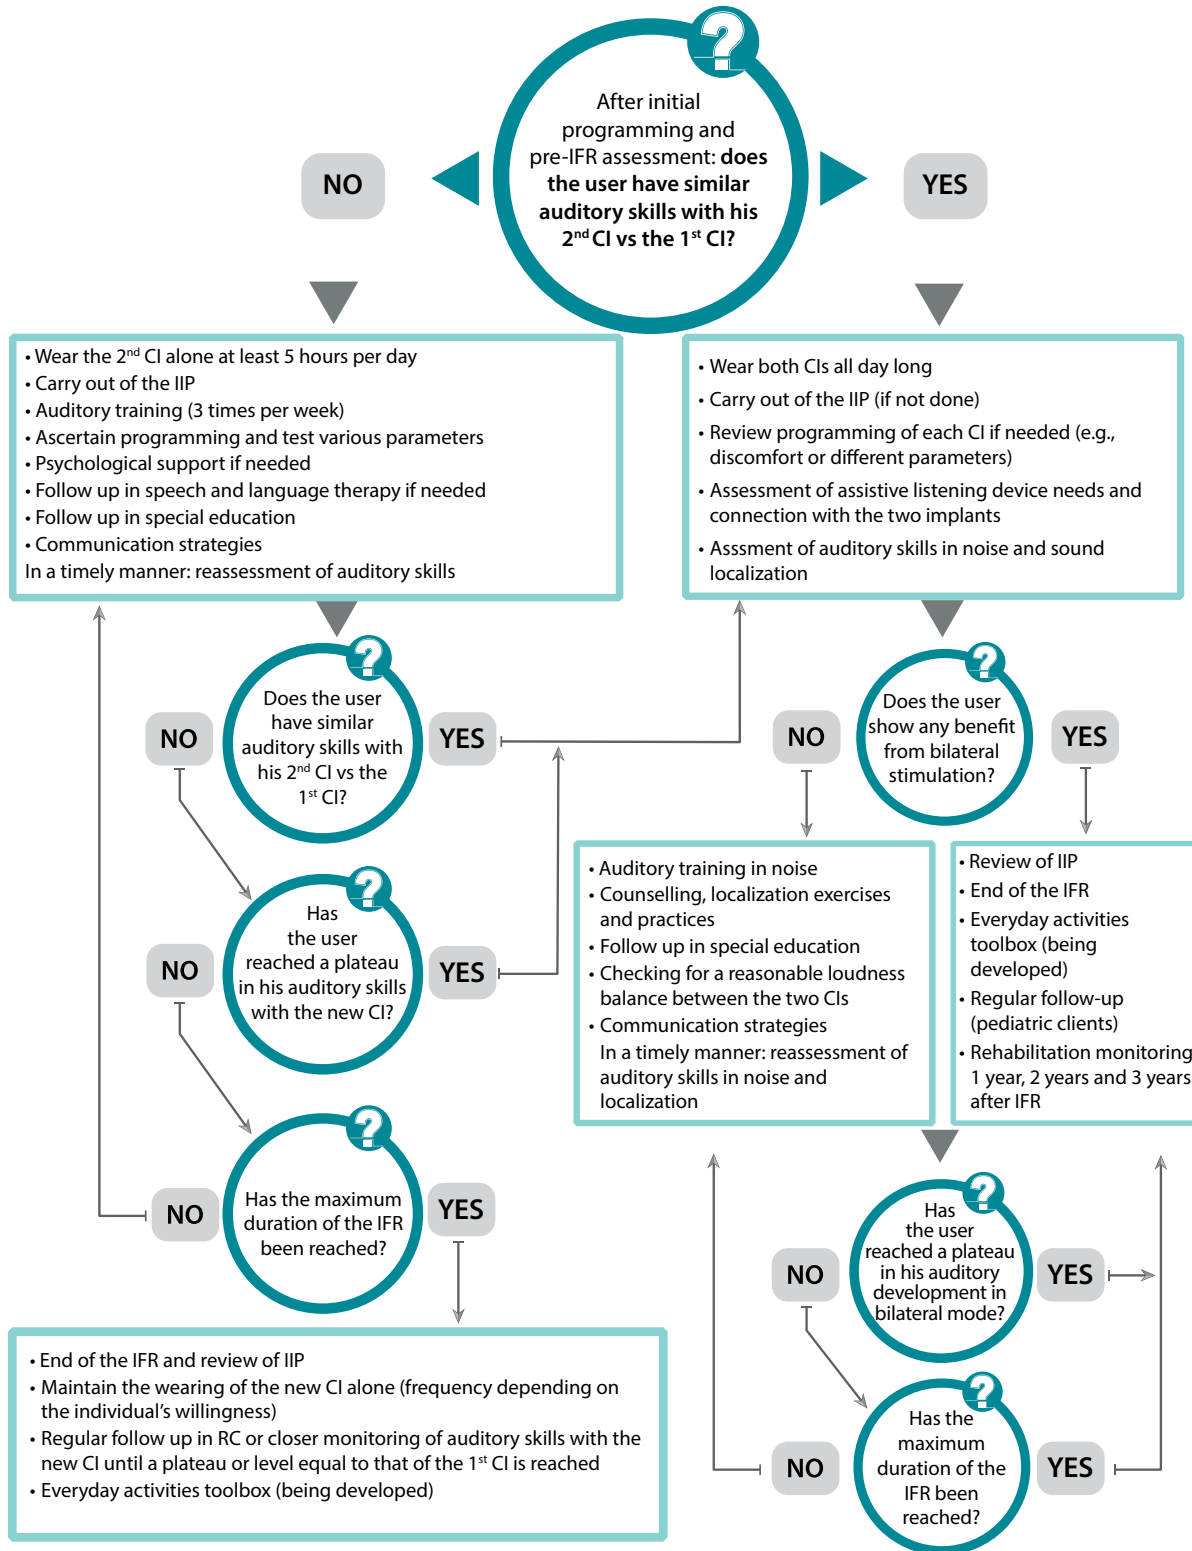 ?
After initial
programming and
pre-IFR assessment: does
the user have similar
auditory skills with his
2nd CI vs the 1st CI?
NO
YES
• Wear the 2nd CI alone at least 5 hours per day
• Carry out of the IIP
• Auditory training (3 times per week)
• Ascertain programming and test various parameters
• Psychological support if needed
• Follow up in speech and language therapy if needed
• Follow up in special education
• Communication strategies
In a timely manner: reassessment of auditory skills
• Wear both CIs all day long
• Carry out of the IIP (if not done)
• Review programming of each CI if needed (e.g.,
discomfort or different parameters)
• Assessment of assistive listening device needs and
connection with the two implants
• Asssment of auditory skills in noise and sound
localization
?
Does the user
have similar
auditory skills with
his 2nd CI vs the
1st CI?
NO
YES
?
Does the user
show any benefit
from bilateral
stimulation?
NO
YES
?
Has
the user
reached a plateau
in his auditory skills
with the new CI?
NO
YES
• Auditory training in noise
• Counselling, localization exercises
and practices
• Follow up in special education
• Checking for a reasonable loudness
balance between the two CIs
• Communication strategies
In a timely manner: reassessment of
auditory skills in noise and
localization
• Review of IIP
• End of the IFR
• Everyday activities
toolbox (being
developed)
• Regular follow-up
(pediatric clients)
• Rehabilitation monitoring
1 year, 2 years and 3 years
after IFR
?
Has the maximum
duration of the IFR
been reached?
NO
YES
?
Has
the user
reached a plateau
in his auditory
development in
bilateral mode?
NO
YES
• End of the IFR and review of IIP
• Maintain the wearing of the new CI alone (frequency depending on
the individual's willingness)
• Regular follow up in RC or closer monitoring of auditory skills with the
new CI until a plateau or level equal to that of the 1st CI is reached
• Everyday activities toolbox (being developed)
?
Has the
maximum
duration of the
IFR been
reached?
NO
YES